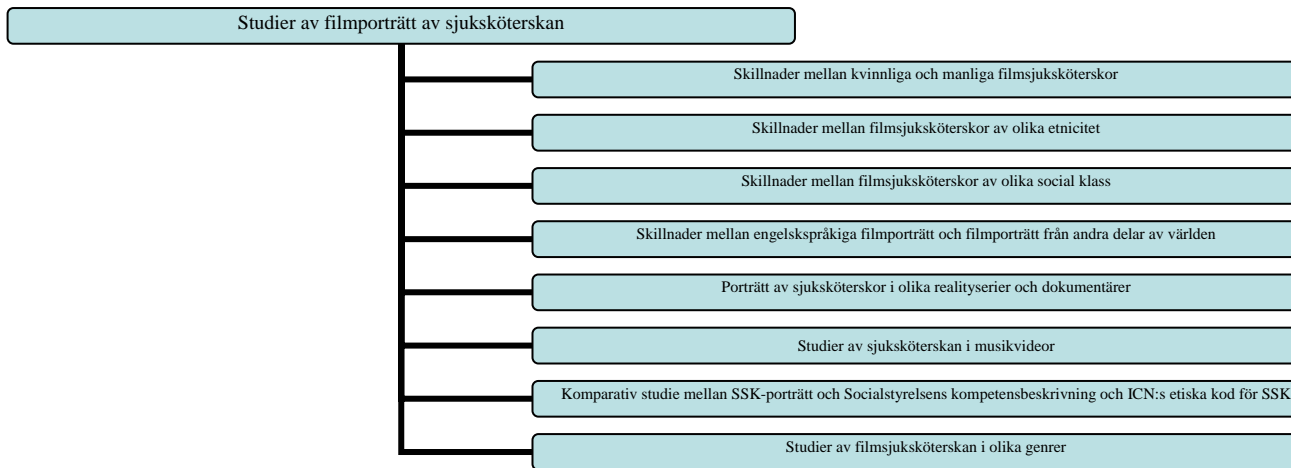 Studier av filmporträtt av sjuksköterskan
Skillnader mellan kvinnliga och manliga filmsjuksköterskor
Skillnader mellan filmsjuksköterskor av olika etnicitet
Skillnader mellan filmsjuksköterskor av olika social klass
Skillnader mellan engelskspråkiga filmporträtt och filmporträtt från andra delar av världen
Porträtt av sjuksköterskor i olika realityserier och dokumentärer
Studier av sjuksköterskan i musikvideor
Komparativ studie mellan SSK-porträtt och Socialstyrelsens kompetensbeskrivning och ICN:s etiska kod för SSK
Studier av filmsjuksköterskan i olika genrer